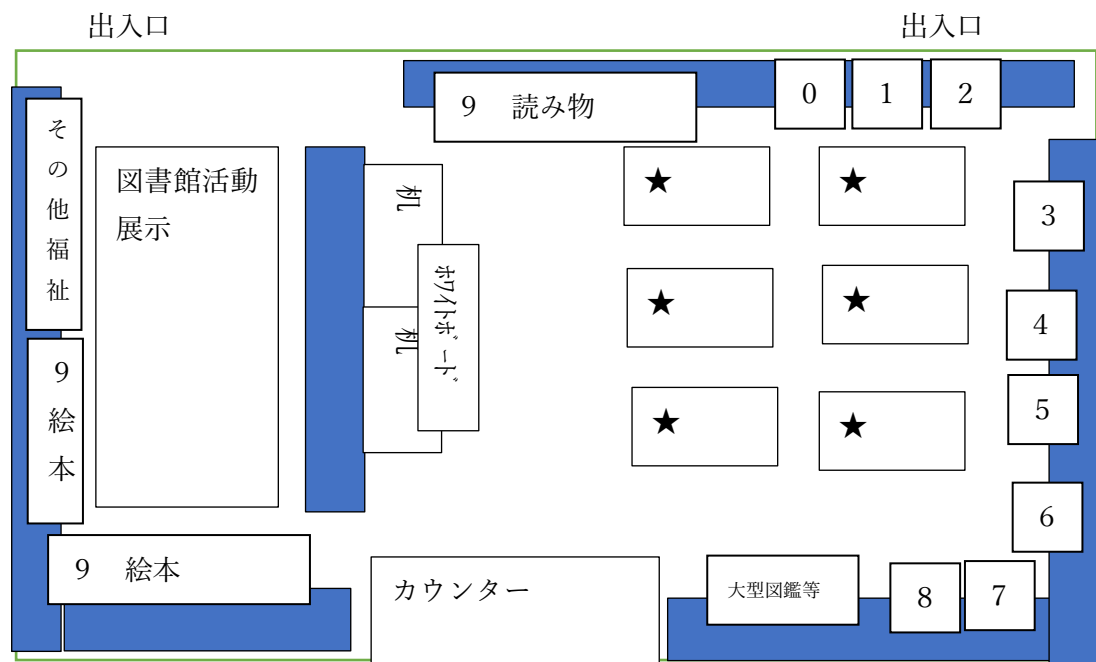 出入口
出入口
9 読み物
0
1
2
その他福祉
図書館活動
展示
机
ホワイトボード
机
★
★
★
★
★
★
3
4
5
6
9 絵本
9 絵本
カウンター
大型図鑑等
8
7